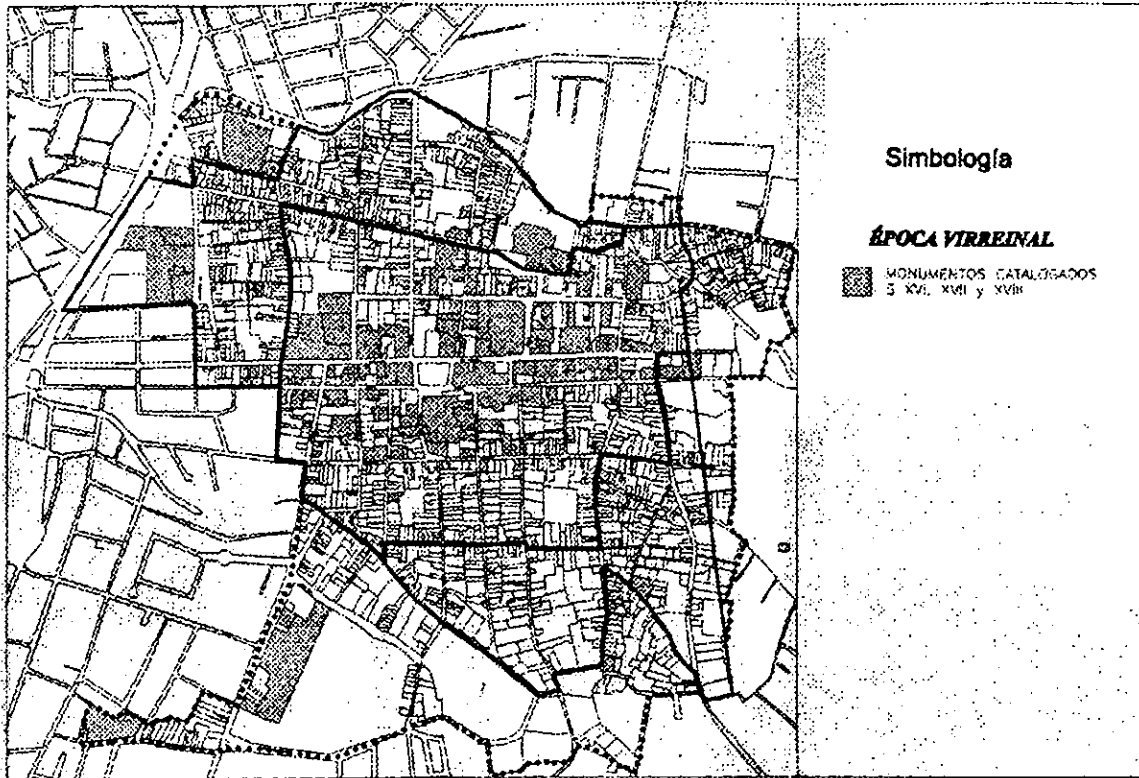 Simbología
ÉPOCA VIRREINAL
MONUMENTOS CATALOGADOS
S XVI, XVII y XVIII